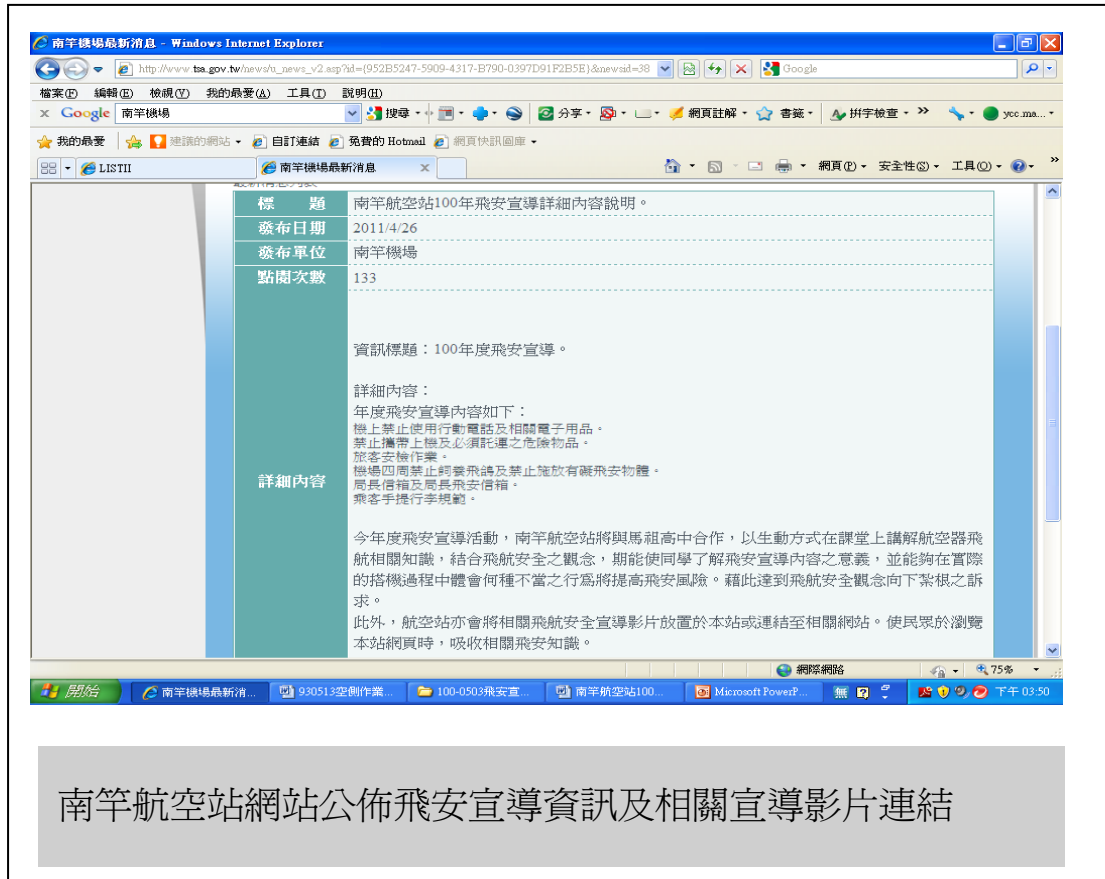 南竿機場最新消息 - Windows Internet Explorer
http://www.tsa.gov.tw/news/u_news_v2.asp?id={952B5247-5909-4317-B790-0397D91F2B5E}&newsid=38
Google
檔案(F) 編輯(E) 檢視(V) 我的最愛(A) 工具(T) 說明(H)
x Google 南竿機場 搜尋 分享 網頁註解 書籤 拼字檢查 >> ycc.ma...
我的最愛 建議的網站 自訂連結 免費的 Hotmail 網頁快訊圖庫
LISTII 南竿機場最新消息 x 網頁(P) 安全性(S) 工具(O) >>
最新消息列表
標 題 南竿航空站100年飛安宣導詳細內容說明。
發布日期 2011/4/26
發布單位 南竿機場
點閱次數 133
資訊標題：100年度飛安宣導。
詳細內容：
年度飛安宣導內容如下：
機上禁止使用行動電話及相關電子用品。
禁止攜帶上機及必須託運之危險物品。
旅客安檢作業。
機場四周禁止飼養飛鴿及禁止施放有礙飛安物體。
局長信箱及局長飛安信箱。
乘客手提行李規範。
詳細內容
今年度飛安宣導活動，南竿航空站將與馬祖高中合作，以生動方式在課堂上講解航空器飛
航相關知識，結合飛航安全之觀念，期能使同學了解飛安宣導內容之意義，並能夠在實際
的搭機過程中體會何種不當之行為將提高飛安風險。藉此達到飛航安全觀念向下紮根之訴
求。
此外，航空站亦會將相關飛航安全宣導影片放置於本站或連結至相關網站。使民眾於瀏覽
本站網頁時，吸收相關飛安知識。
網際網路 75%
開始 南竿機場最新消... 930513空側作業... 100-0503飛安宣... 南竿航空站100... Microsoft PowerP... 無 下午 03:50
南竿航空站網站公佈飛安宣導資訊及相關宣導影片連結